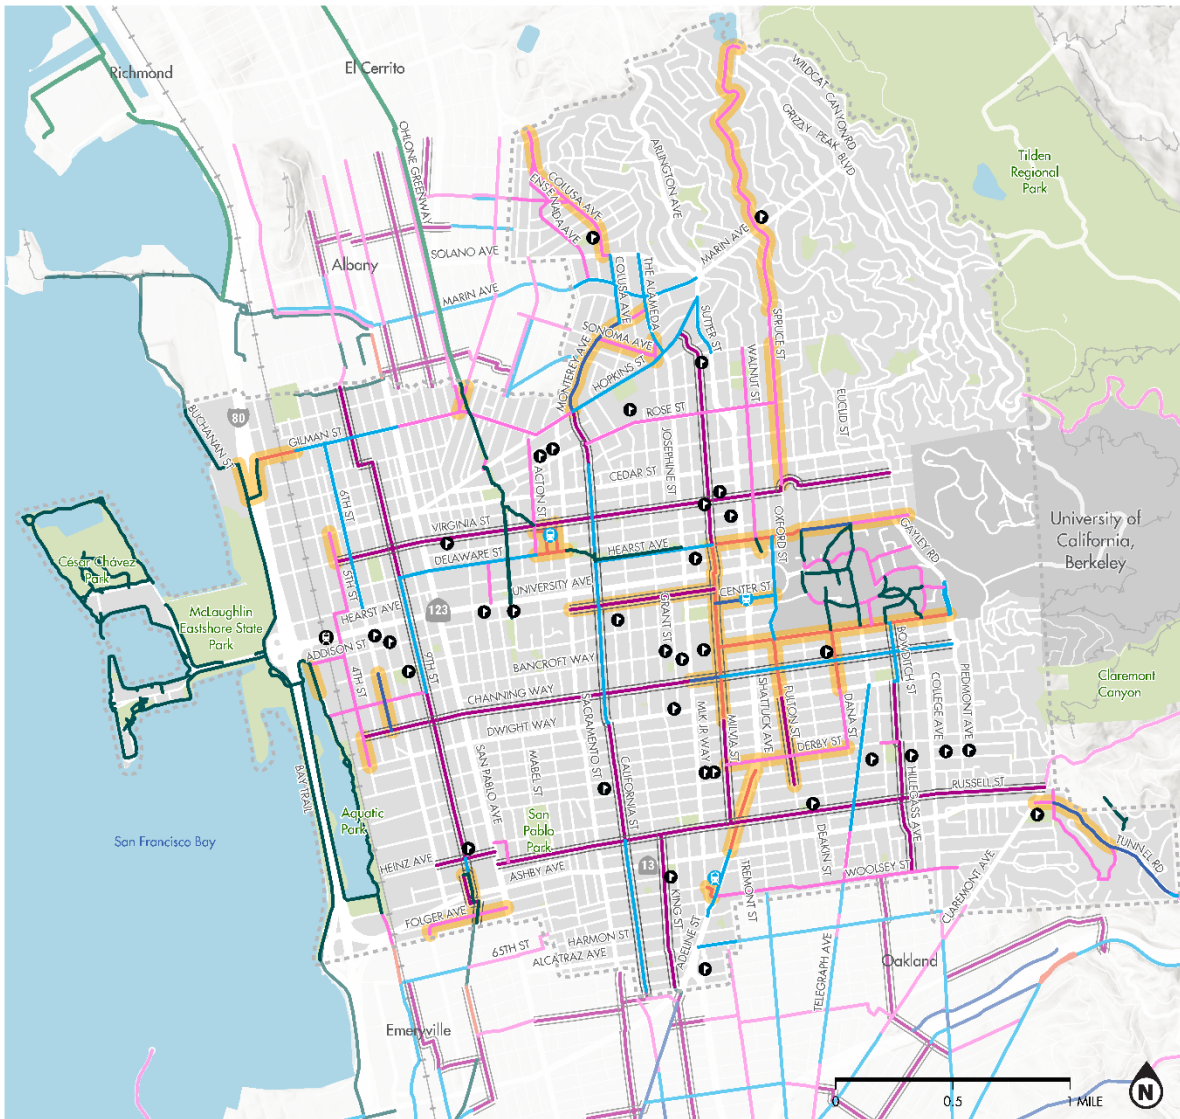 Richmond
El Cerrito
OHLONE GREENWAY
WILDCAT CANYON RD
GRIZZLY PEAK BLVD
ARLINGTON AVE
Tilden
Regional
Park
COLUSA AVE
ENSENADA AVE
MARIN AVE
SOLANO AVE
Albany
MARIN AVE
COLUSA AVE
THE ALAMEDA
SUTTER ST
SPRUCE ST
SONOMA AVE
MONTEREY AVE
HOPKINS ST
WALNUT ST
EUCLID ST
BUCHANAN ST
80
GILMAN ST
ROSE ST
JOSEPHINE ST
CEDAR ST
ACTON ST
6TH ST
VIRGINIA ST
DELAWARE ST
HEARST AVE
OXFORD ST
GAYLEY RD
University of
California,
Berkeley
César Chávez
Park
5TH ST
UNIVERSITY AVE
CENTER ST
McLaughlin
Eastshore State
Park
HEARST AVE
123
GRANT ST
ADDISON ST
BANCROFT WAY
BOWDITCH ST
4TH ST
9TH ST
CHANNING WAY
DWIGHT WAY
SACRAMENTO ST
MLK JR WAY
MILVIA ST
SHATTUCK AVE
FULTON ST
DANA ST
COLLEGE AVE
PIEDMONT AVE
Claremont
Canyon
DERBY ST
BAY TRAIL
SAN PABLO AVE
MABEL ST
CALIFORNIA ST
HILLEGASS AVE
RUSSELL ST
Aquatic
Park
San
Pablo
Park
San Francisco Bay
TUNNEL RD
HEINZ AVE
ASHBY AVE
13
DEAKIN ST
WOOLSEY ST
CLAREMONT AVE
KING ST
TREMONT ST
FOLGER AVE
ADELINE ST
65TH ST
HARMON ST
ALCATRAZ AVE
TELEGRAPH AVE
Oakland
Emeryville
0
0.5
1 MILE
N